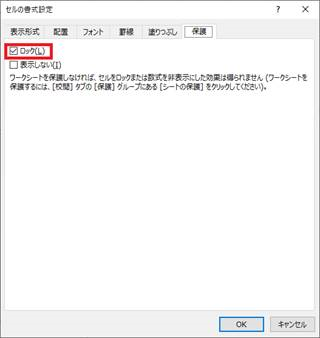 セルの書式設定
表示形式 配置 フォント 罫線 塗りつぶし 保護
ロック(L)
表示しない(I)
ワークシートを保護しなければ、セルをロックまたは数式を非表示にした効果は得られません (ワークシートを
保護するには、[校閲] タブの [保護] グループにある [シートの保護] をクリックしてください)。
OK キャンセル